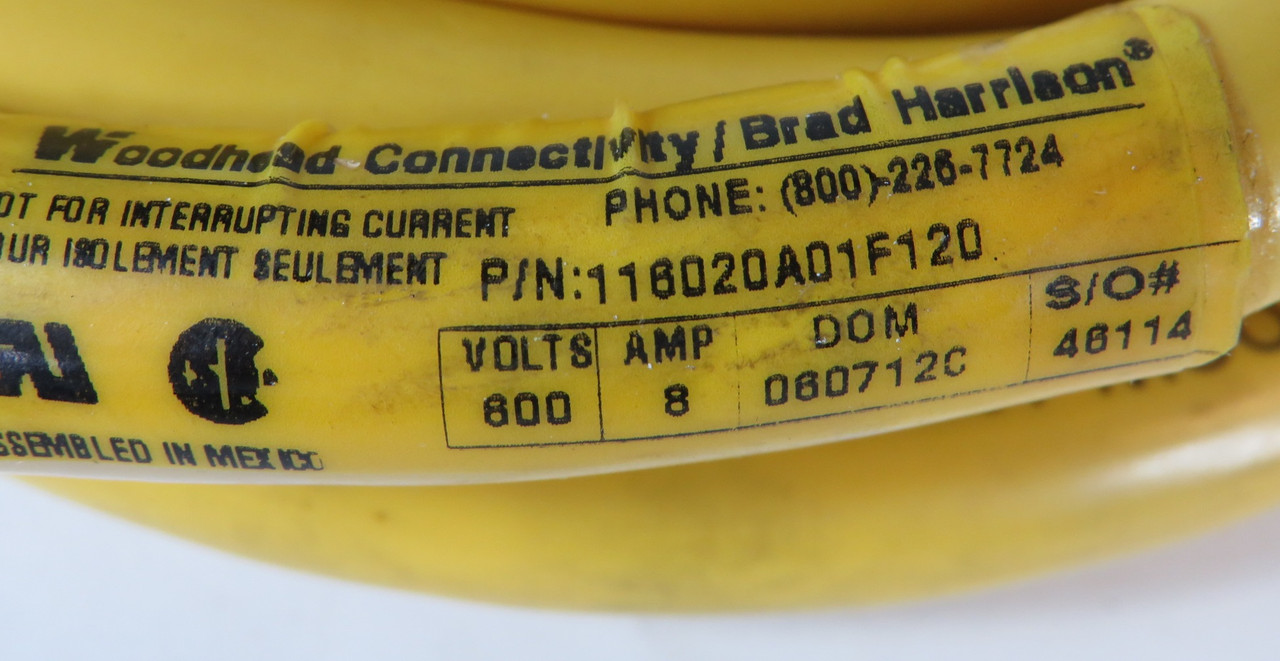 Woodhead Connectivity / Brad Harrison®
OT FOR INTERRUPTING CURRENT
PHONE: (800)-226-7724
UR ISOLEMENT SEULEMENT
P/N:116020A01F120
VOLTS AMP DOM S/O#
600 8 060712C 46114
SSEMBLED IN MEXICO